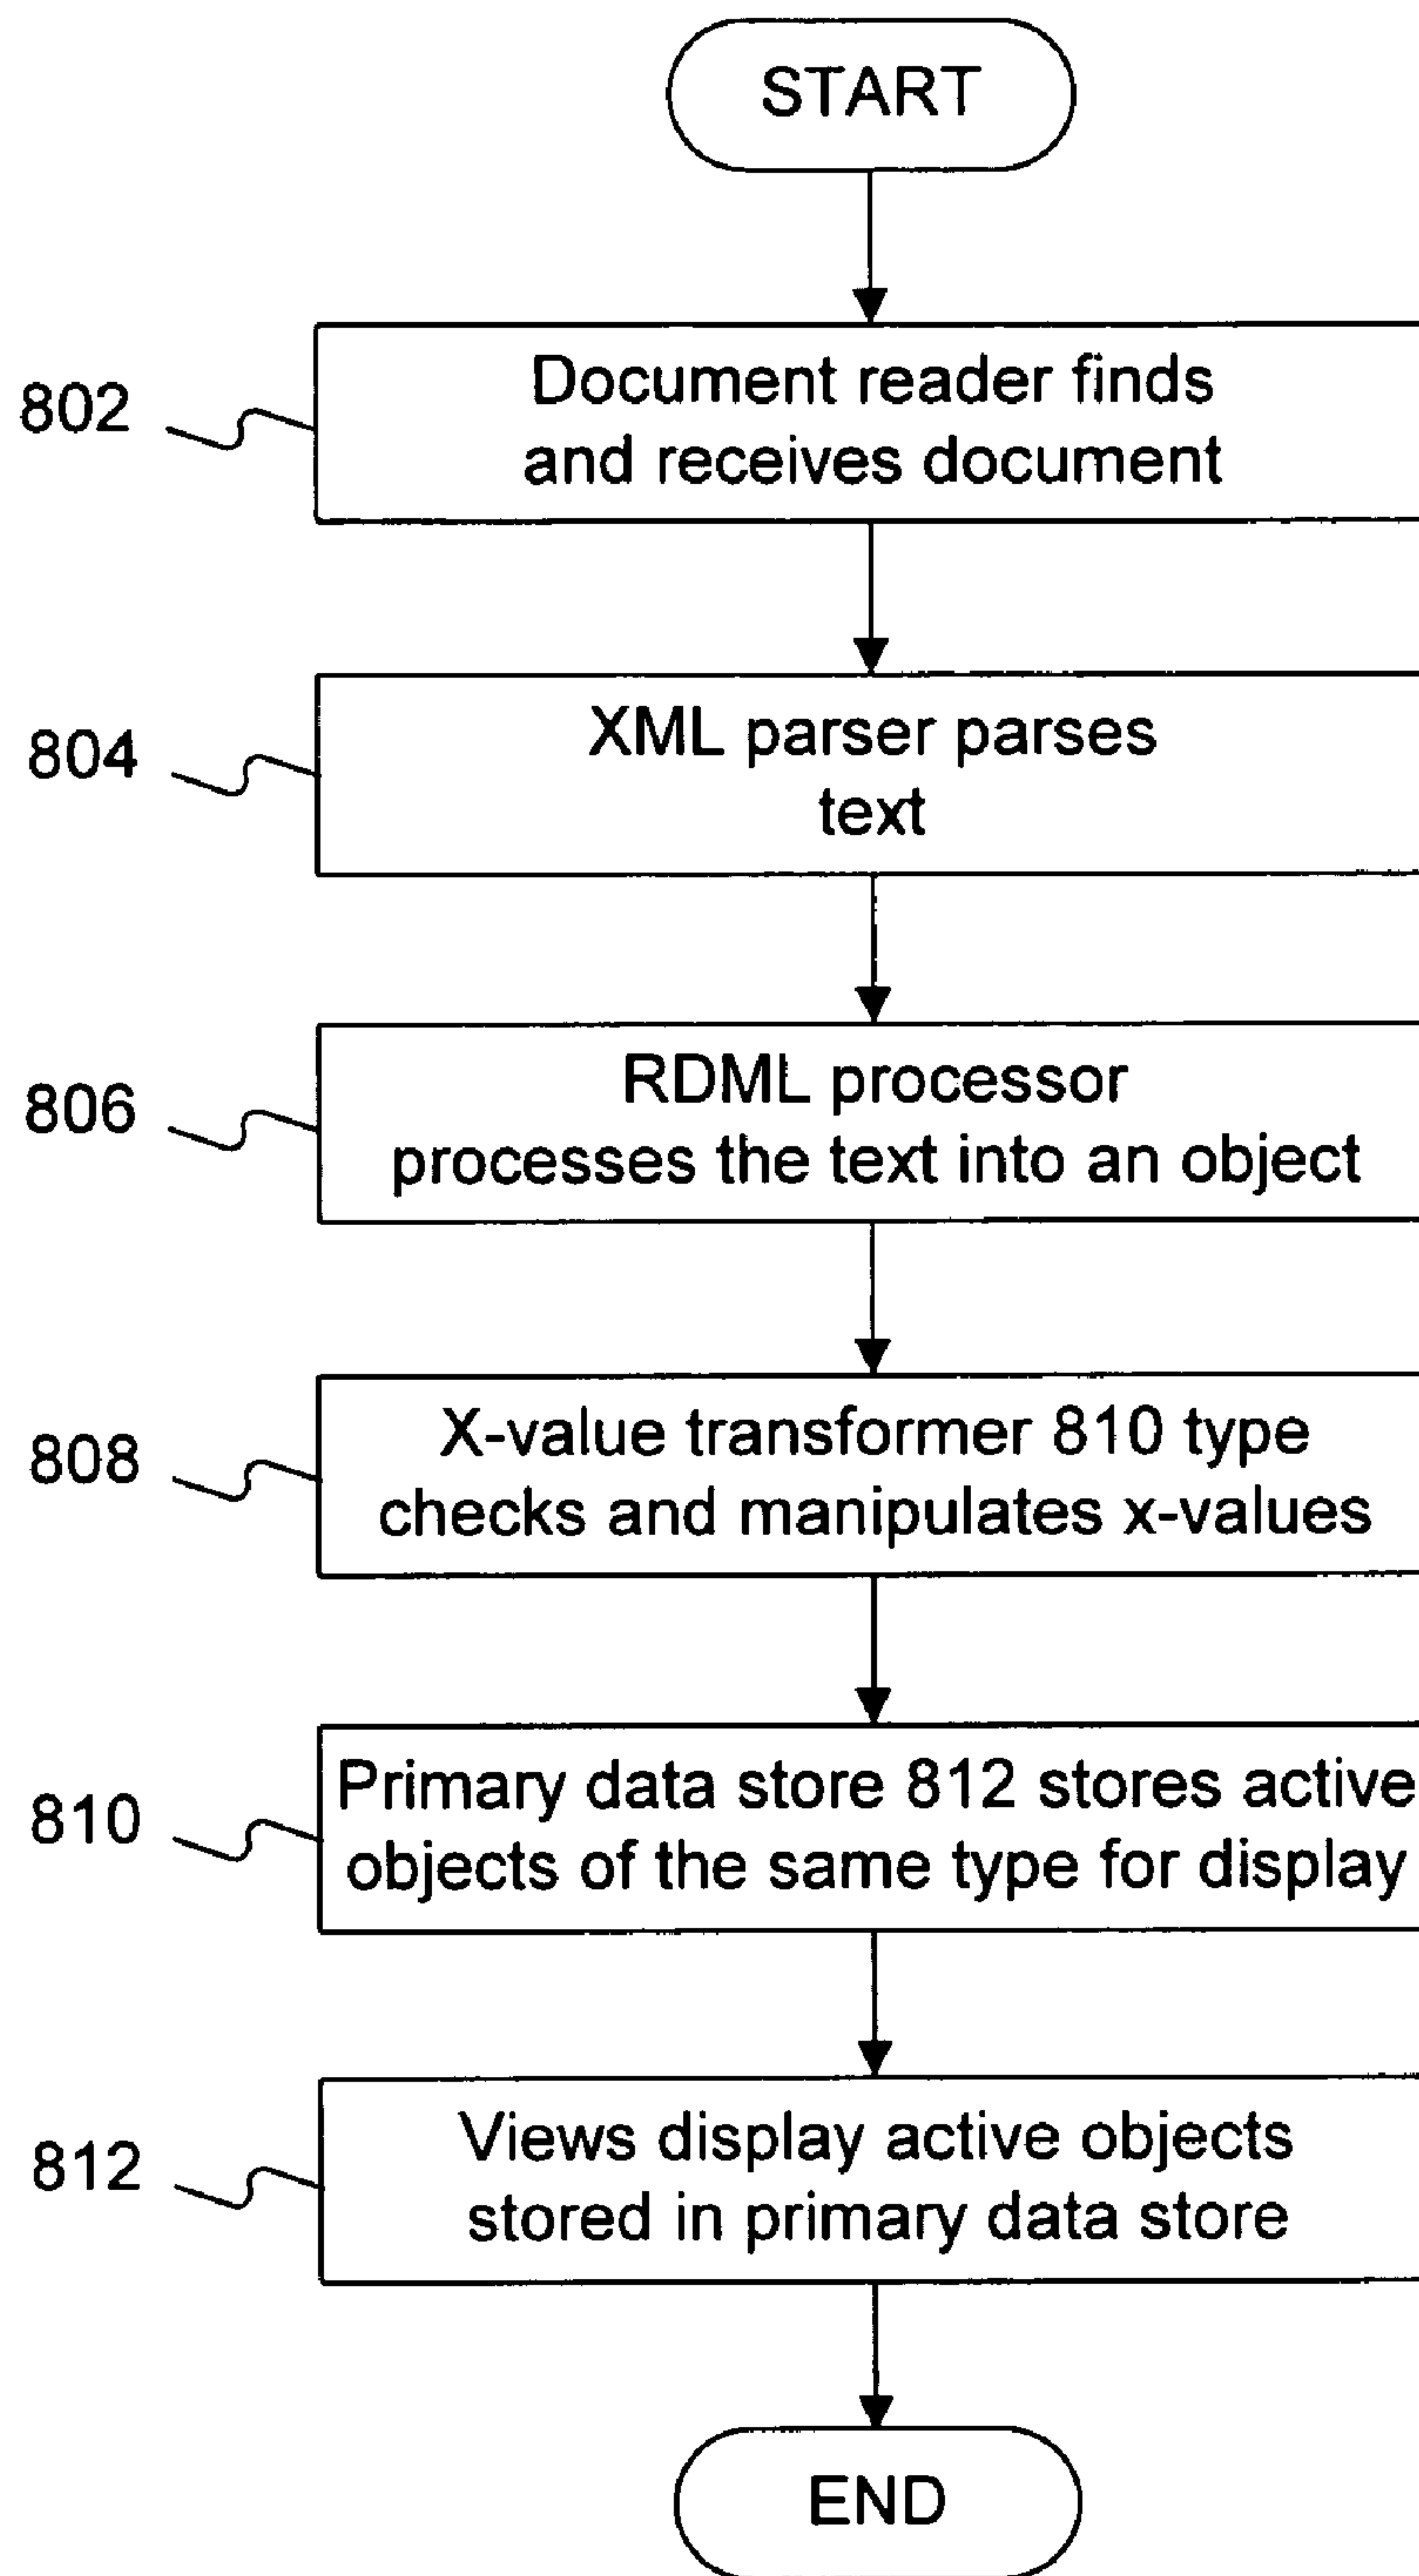 START
802
Document reader finds
and receives document
804
XML parser parses
text
806
RDML processor
processes the text into an object
808
X-value transformer 810 type
checks and manipulates x-values
810
Primary data store 812 stores active
objects of the same type for display
812
Views display active objects
stored in primary data store
END